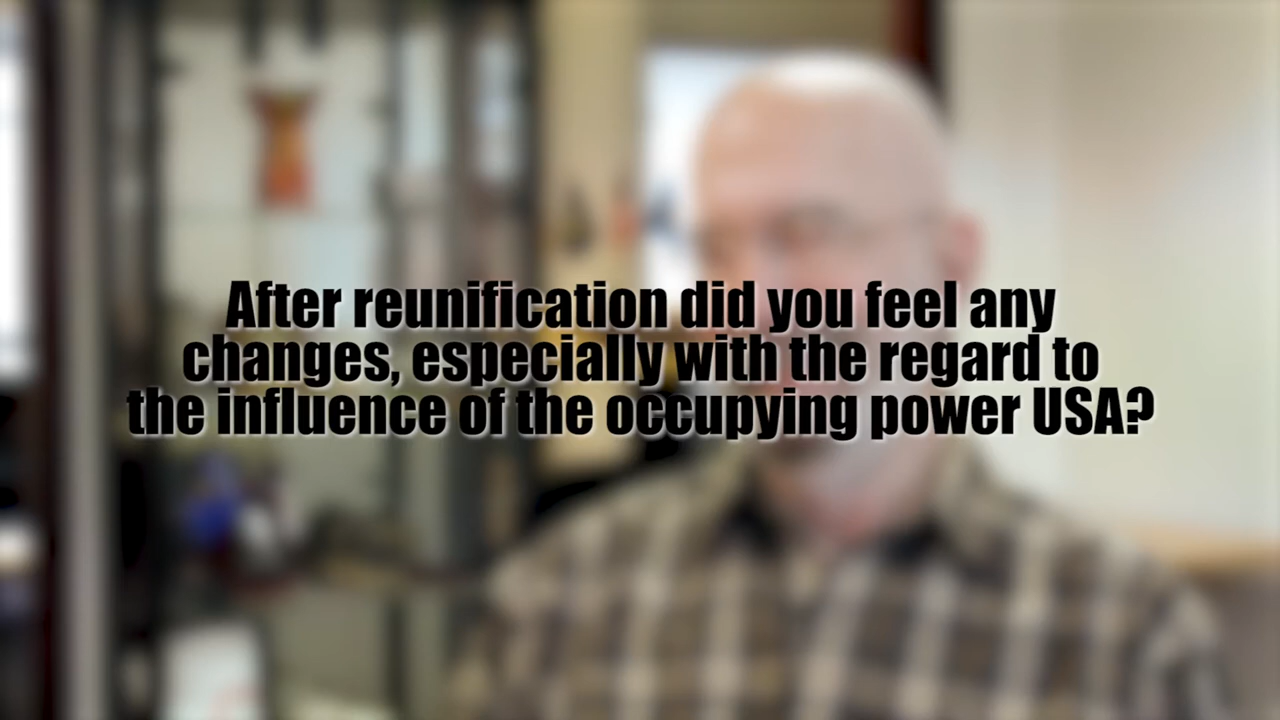 After reunification did you feel any
changes, especially with the regard to
the influence of the occupying power USA?